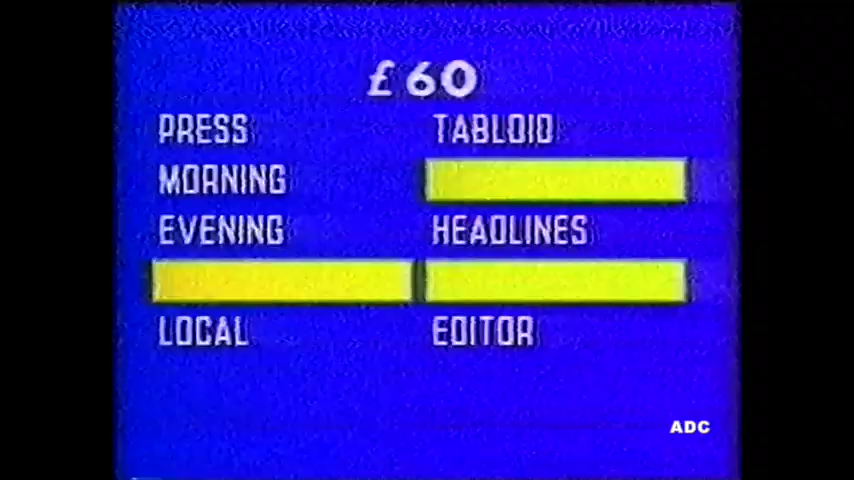 £60
PRESS TABLOID
MORNING
EVENING HEADLINES
LOCAL EDITOR
ADC